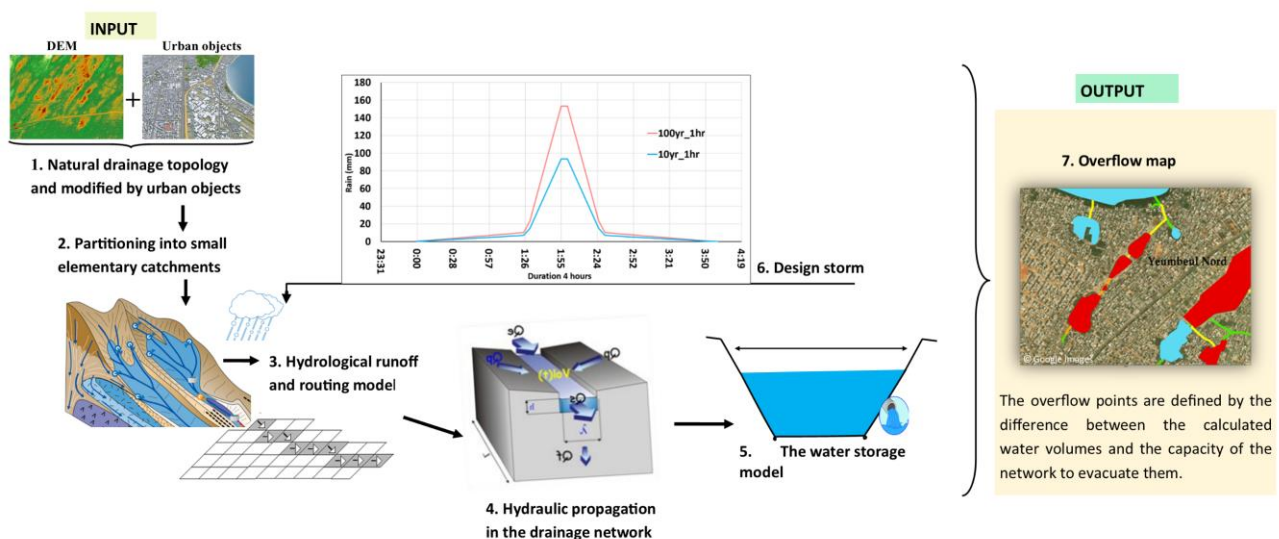 INPUT
DEM
Urban objects
+
1. Natural drainage topology
and modified by urban objects
2. Partitioning into small
elementary catchments
3. Hydrological runoff
and routing model
4. Hydraulic propagation
in the drainage network
5. The water storage
model
6. Design storm
Rain (mm)
180
160
140
120
100
80
60
40
20
0
23:31
0:00
0:28
0:57
1:26
1:55
2:24
2:52
3:21
3:50
4:19
Duration 4 hours
100yr_1hr
10yr_1hr
OUTPUT
7. Overflow map
Yeumbeul Nord
© Google Images
The overflow points are defined by the
difference between the calculated
water volumes and the capacity of the
network to evacuate them.